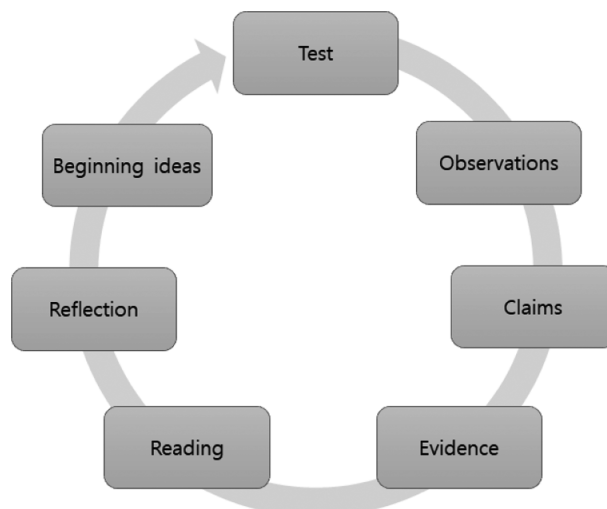 Test
Observations
Claims
Evidence
Reading
Reflection
Beginning ideas